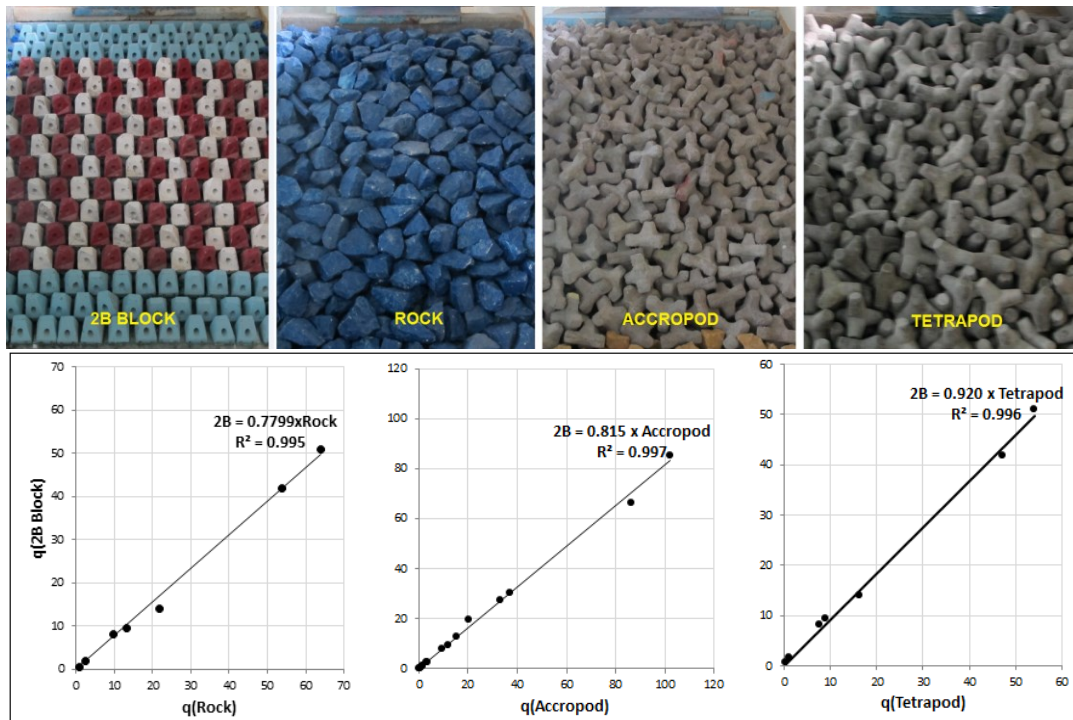 2B BLOCK
ROCK
ACCROPOD
TETRAPOD
q(2B Block)
70
60
50
40
30
20
10
0
2B = 0.7799xRock
R² = 0.995
0 10 20 30 40 50 60 70
q(Rock)
120
100
80
60
40
20
0
2B = 0.815 x Accropod
R² = 0.997
0 20 40 60 80 100 120
q(Accropod)
60
50
40
30
20
10
0
2B = 0.920 x Tetrapod
R² = 0.996
0 10 20 30 40 50 60
q(Tetrapod)